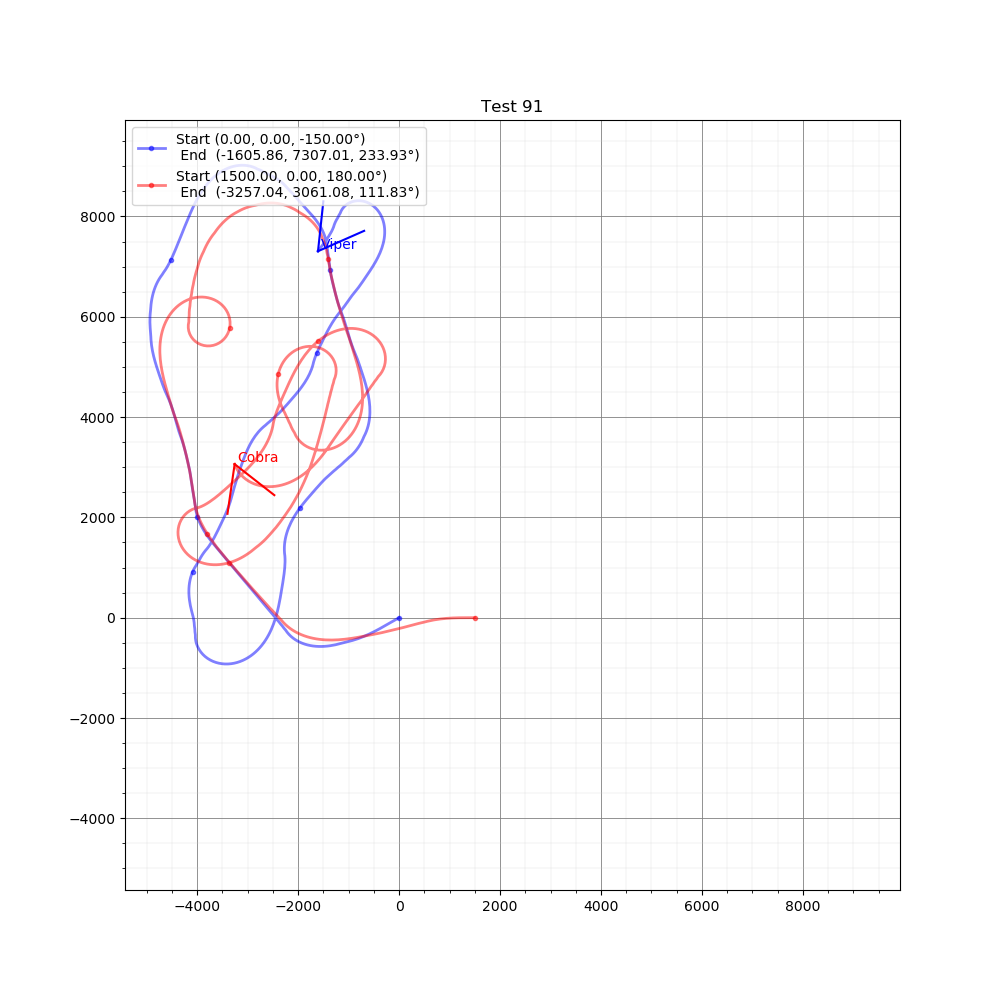 Test 91
Start (0.00, 0.00, -150.00°)
End (-1605.86, 7307.01, 233.93°)
Start (1500.00, 0.00, 180.00°)
End (-3257.04, 3061.08, 111.83°)
Viper
Cobra
8000
6000
4000
2000
0
−2000
−4000
−4000 −2000 0 2000 4000 6000 8000